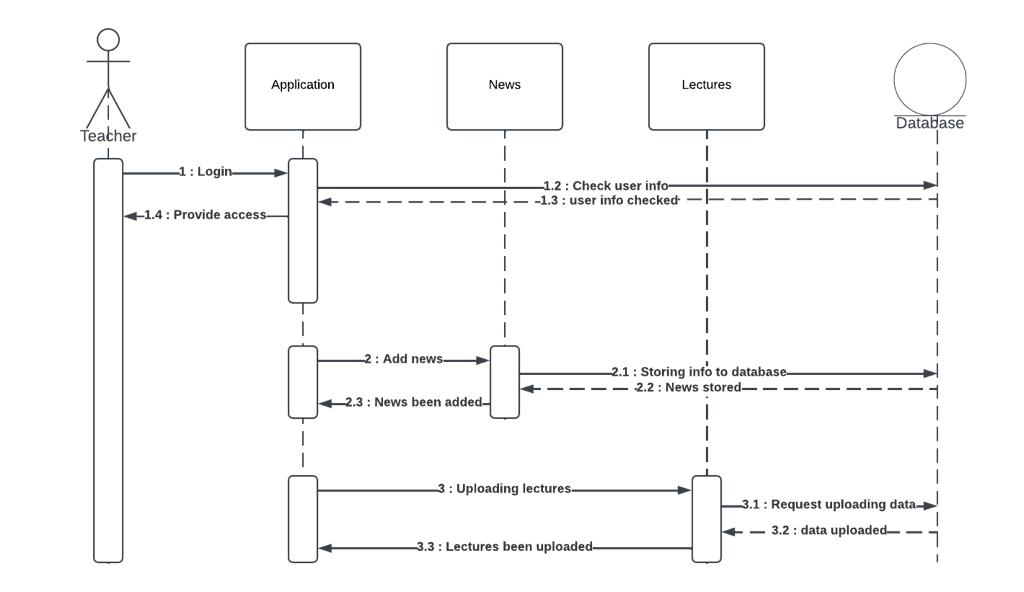 Teacher
Application
News
Lectures
Database
1 : Login
1.2 : Check user info
1.3 : user info checked
1.4 : Provide access
2 : Add news
2.1 : Storing info to database
2.2 : News stored
2.3 : News been added
3 : Uploading lectures
3.1 : Request uploading data
3.2 : data uploaded
3.3 : Lectures been uploaded